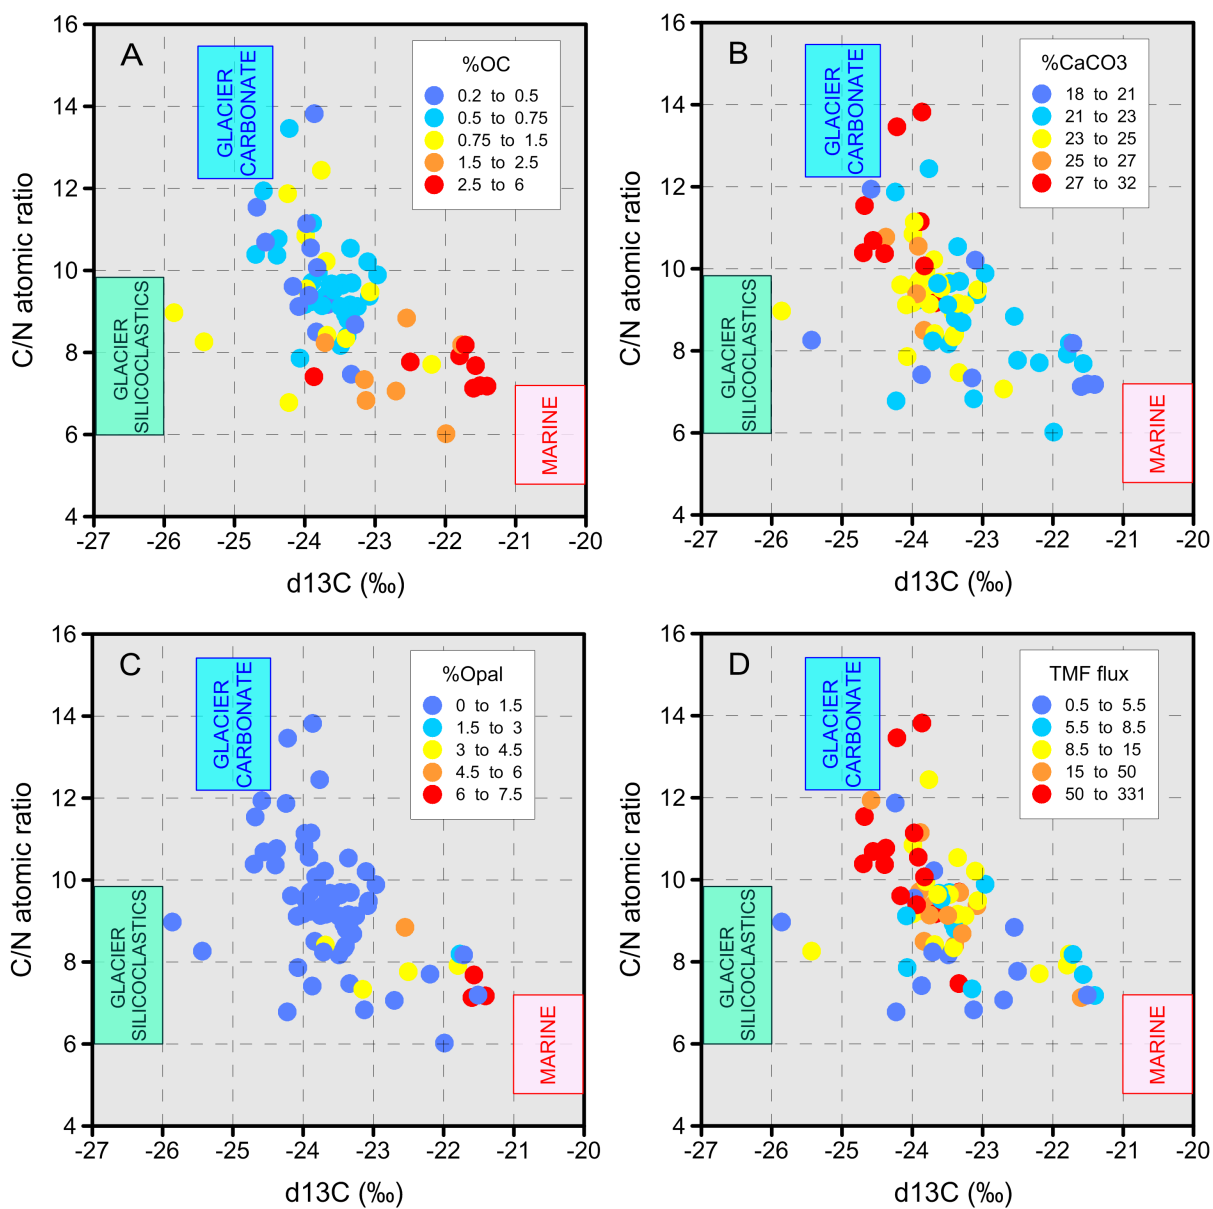 A
%OC
0.2 to 0.5
0.5 to 0.75
0.75 to 1.5
1.5 to 2.5
2.5 to 6
GLACIER
CARBONATE
GLACIER
SILICOCLASTICS
MARINE
16
14
12
10
8
6
4
C/N atomic ratio
-27 -26 -25 -24 -23 -22 -21 -20
d13C (‰)
B
%CaCO3
18 to 21
21 to 23
23 to 25
25 to 27
27 to 32
GLACIER
CARBONATE
GLACIER
SILICOCLASTICS
MARINE
16
14
12
10
8
6
4
C/N atomic ratio
-27 -26 -25 -24 -23 -22 -21 -20
d13C (‰)
C
%Opal
0 to 1.5
1.5 to 3
3 to 4.5
4.5 to 6
6 to 7.5
GLACIER
CARBONATE
GLACIER
SILICOCLASTICS
MARINE
16
14
12
10
8
6
4
C/N atomic ratio
-27 -26 -25 -24 -23 -22 -21 -20
d13C (‰)
D
TMF flux
0.5 to 5.5
5.5 to 8.5
8.5 to 15
15 to 50
50 to 331
GLACIER
CARBONATE
GLACIER
SILICOCLASTICS
MARINE
16
14
12
10
8
6
4
C/N atomic ratio
-27 -26 -25 -24 -23 -22 -21 -20
d13C (‰)